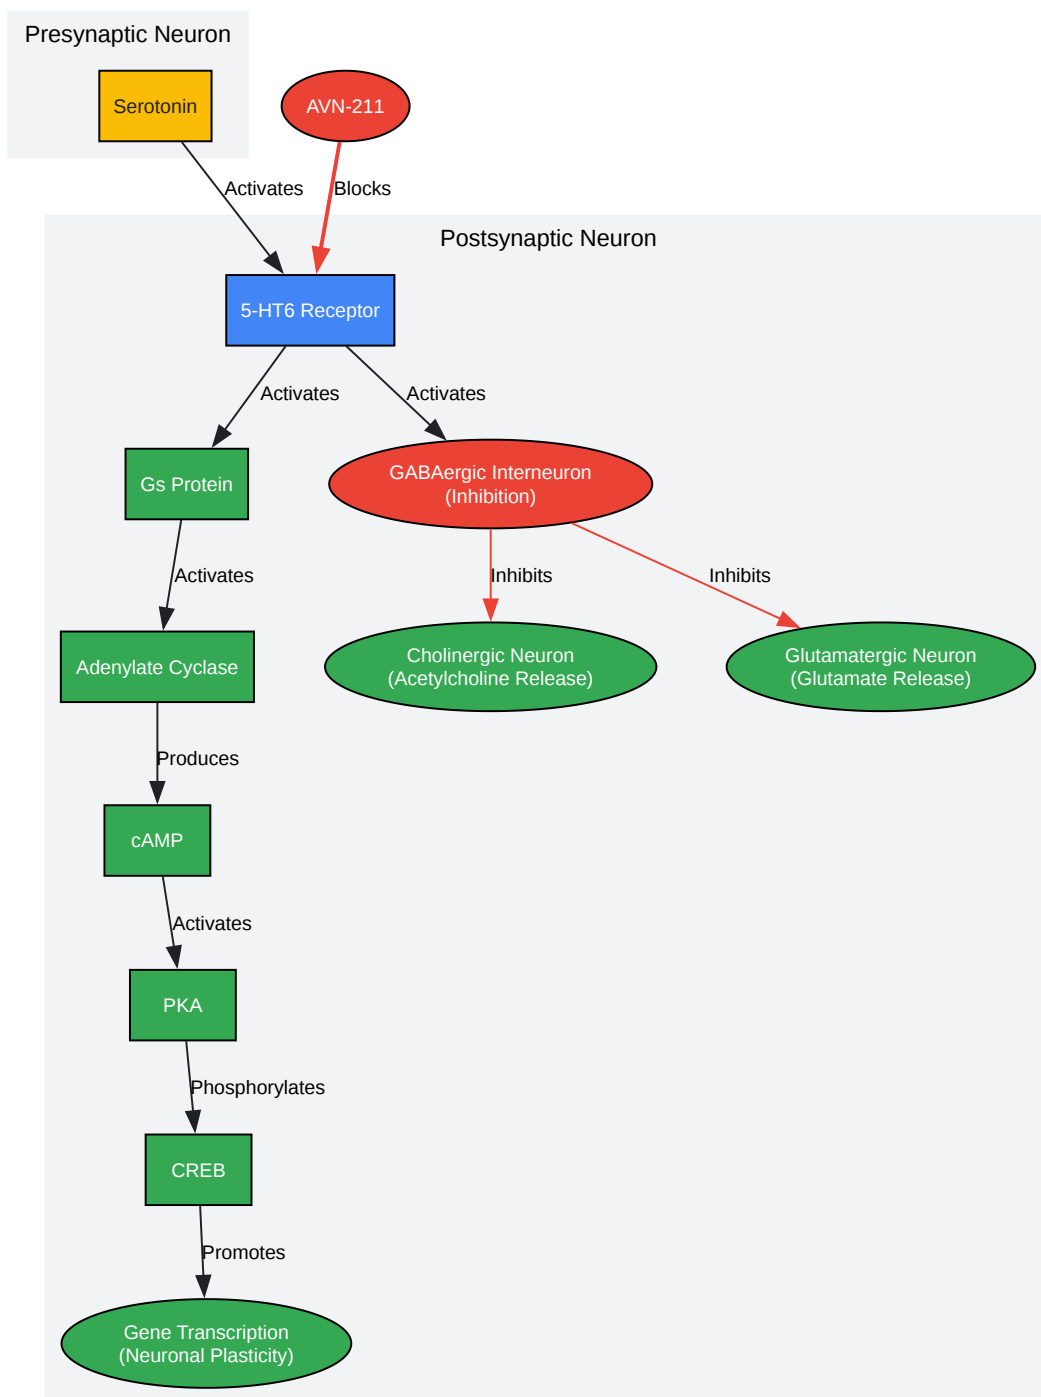 Presynaptic Neuron
Serotonin
AVN-211
Activates
Blocks
Postsynaptic Neuron
5-HT6 Receptor
Activates
Activates
Gs Protein
GABAergic Interneuron
(Inhibition)
Activates
Inhibits
Inhibits
Adenylate Cyclase
Cholinergic Neuron
(Acetylcholine Release)
Glutamatergic Neuron
(Glutamate Release)
Produces
cAMP
Activates
PKA
Phosphorylates
CREB
Promotes
Gene Transcription
(Neuronal Plasticity)